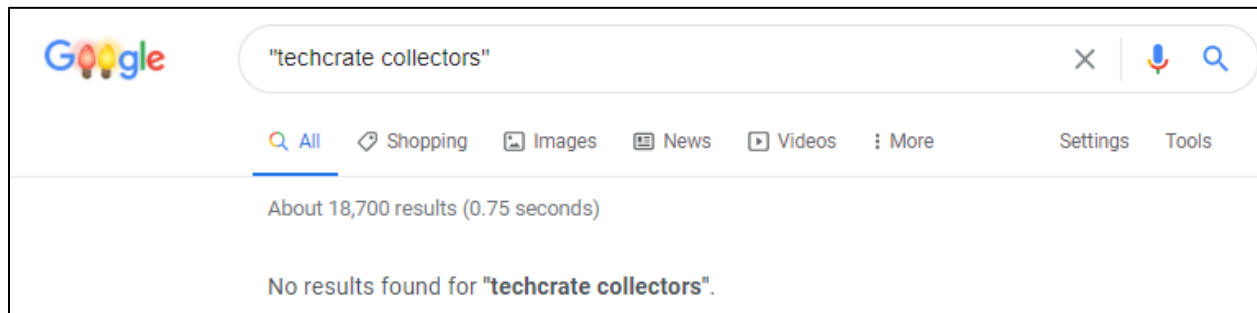 Google
"techcrate collectors"
All Shopping Images News Videos More Settings Tools
About 18,700 results (0.75 seconds)
No results found for "techcrate collectors".